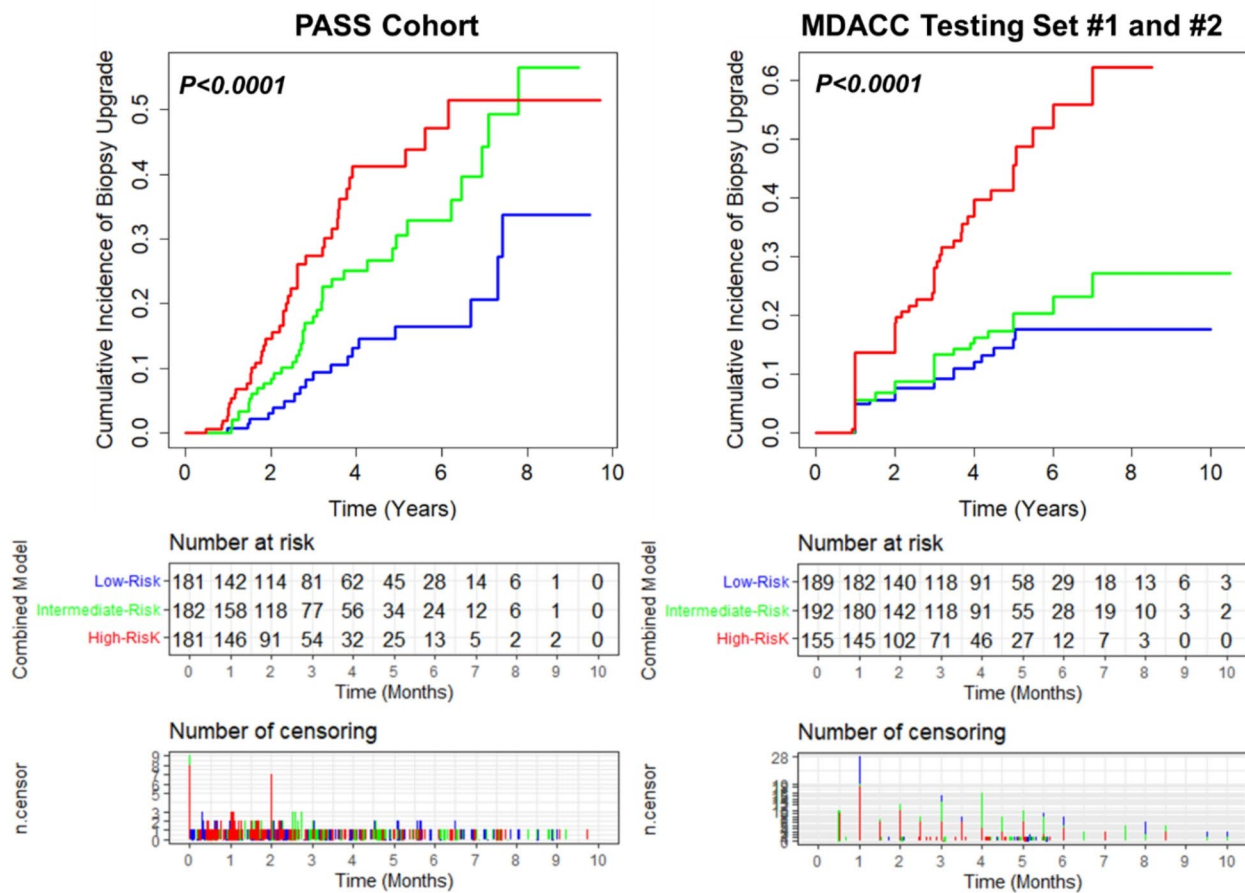 PASS Cohort
P<0.0001
Cumulative Incidence of Biopsy Upgrade
0.5
0.4
0.3
0.2
0.1
0.0
0 2 4 6 8 10
Time (Years)
Number at risk
Combined Model
Low-Risk 181 142 114 81 62 45 28 14 6 1 0
Intermediate-Risk 182 158 118 77 56 34 24 12 6 1 0
High-RisK 181 146 91 54 32 25 13 5 2 2 0
0 1 2 3 4 5 6 7 8 9 10
Time (Months)
Number of censoring
n.censor
0 1 2 3 4 5 6 7 8 9 10
Time (Months)
MDACC Testing Set #1 and #2
P<0.0001
Cumulative Incidence of Biopsy Upgrade
0.6
0.5
0.4
0.3
0.2
0.1
0.0
0 2 4 6 8 10
Time (Years)
Number at risk
Combined Model
Low-Risk 189 182 140 118 91 58 29 18 13 6 3
Intermediate-Risk 192 180 142 118 91 55 28 19 10 3 2
High-RisK 155 145 102 71 46 27 12 7 3 0 0
0 1 2 3 4 5 6 7 8 9 10
Time (Months)
Number of censoring
n.censor
28
0 1 2 3 4 5 6 7 8 9 10
Time (Months)